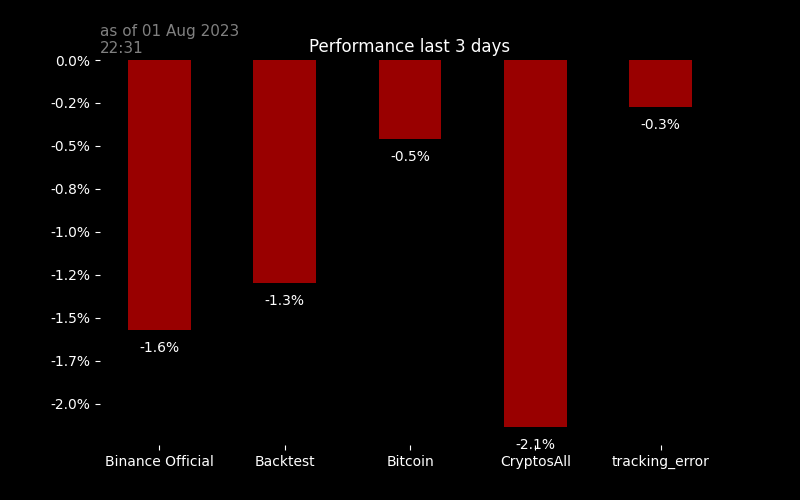 as of 01 Aug 2023
22:31
Performance last 3 days
0.0%
-0.2%
-0.5%
-0.8%
-1.0%
-1.2%
-1.5%
-1.7%
-2.0%
-1.6%
-1.3%
-0.5%
-2.1%
-0.3%
Binance Official
Backtest
Bitcoin
CryptosAll
tracking_error